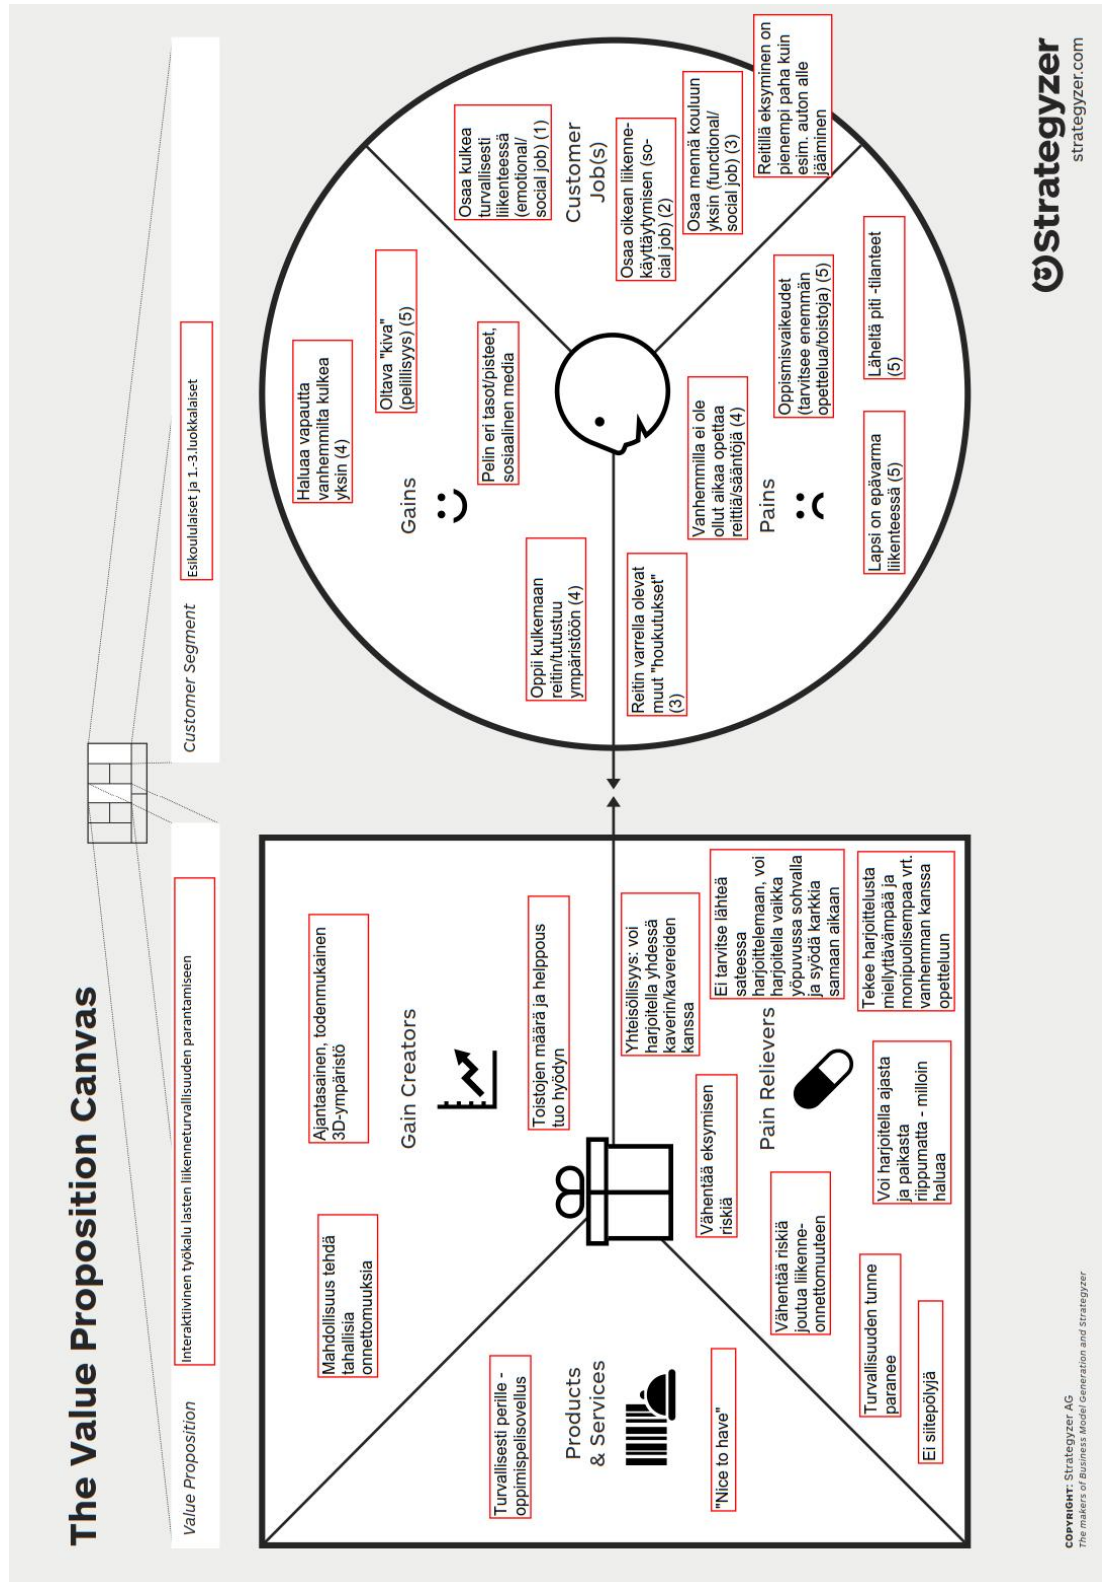 The Value Proposition Canvas
Value Proposition
Interaktiivinen työkalu lasten liikenneturvallisuuden parantamiseen
Customer Segment
Esikoululaiset ja 1.-3.luokkalaiset
Mahdollisuus tehdä
tahallisia
onnettomuuksia
Ajantasainen, todenmukainen
3D-ympäristö
Gain Creators
Toistojen määrä ja helppous
tuo hyödyn
Turvallisesti perille -
oppimispelisovellus
Products
& Services
"Nice to have"
Yhteisöllisyys: voi
harjoitella yhdessä
kaverin/kavereiden
kanssa
Vähentää eksymisen
riskiä
Pain Relievers
Ei tarvitse lähteä
sateessa
harjoittelemaan, voi
harjoitella vaikka
yöpuvussa sohvalla
ja syödä karkkia
samaan aikaan
Vähentää riskiä
joutua liikenne-
onnettomuuteen
Tekee harjoittelusta
miellyttävämpää ja
monipuolisempaa vrt.
vanhemman kanssa
opetteluun
Voi harjoitella ajasta
ja paikasta
riippumatta - milloin
haluaa
Turvallisuuden tunne
paranee
Ei siitepölyjä
Haluaa vapautta
vanhemmilta kulkea
yksin (4)
Oltava "kiva"
(pelillisyys) (5)
Gains
Pelin eri tasot/pisteet,
sosiaalinen media
Oppii kulkemaan
reitin/tutustuu
ympäristöön (4)
Osaa kulkea
turvallisesti
liikenteessä
(emotional/
social job) (1)
Customer
Job(s)
Osaa oikean liikenne-
käyttäytymisen (so-
cial job) (2)
Osaa mennä kouluun
yksin (functional/
social job) (3)
Reitillä eksyminen on
pienempi paha kuin
esim. auton alle
jääminen
Reitin varrella olevat
muut "houkutukset"
(3)
Vanhemmilla ei ole
ollut aikaa opettaa
reittiä/sääntöjä (4)
Pains
Oppismisvaikeudet
(tarvitsee enemmän
opettelua/toistoja) (5)
Lapsi on epävarma
liikenteessä (5)
Läheltä piti -tilanteet
(5)
COPYRIGHT: Strategyzer AG
The makers of Business Model Generation and Strategyzer
Strategyzer
strategyzer.com